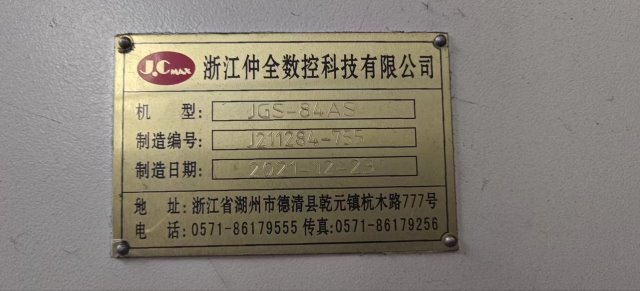 J.C MAX 浙江仲全数控科技有限公司
机 型: JGS-84AS
制造编号: J211284-755
制造日期: 2021-12-23
地 址: 浙江省湖州市德清县乾元镇杭木路777号
电 话: 0571-86179555 传真: 0571-86179256